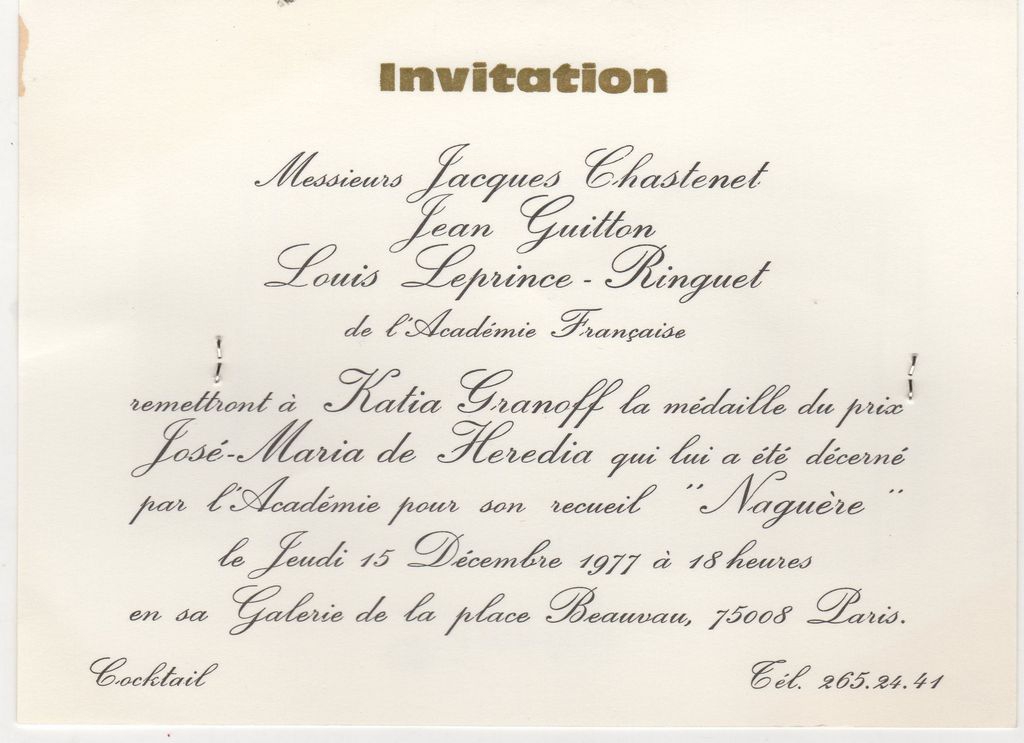 Invitation
Messieurs Jacques Chastenet
Jean Guitton
Louis Leprince - Ringuet
de l'Académie Française
remettront à Katia Granoff la médaille du prix
José-Maria de Heredia qui lui a été décerné
par l'Académie pour son recueil "Naguère"
le Jeudi 15 Décembre 1977 à 18 heures
en sa Galerie de la place Beauvau, 75008 Paris.
Cocktail
Tél. 265.24.41